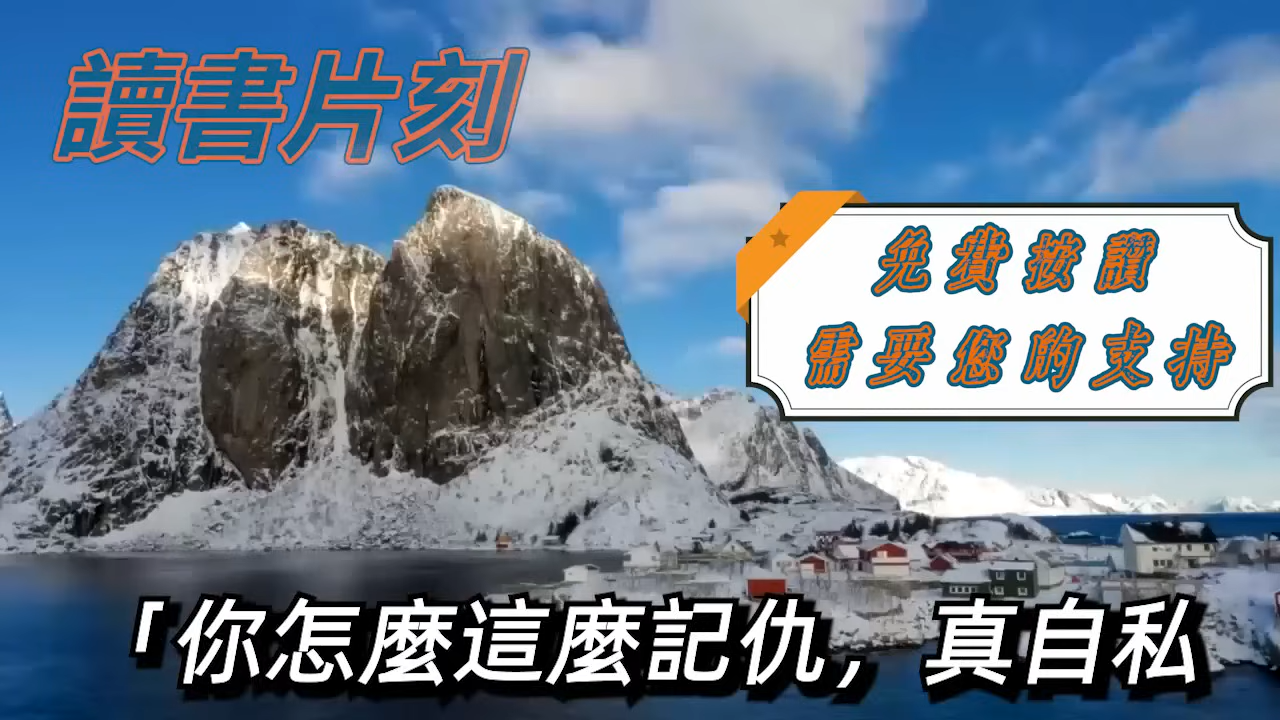 讀書片刻
免費按讚
需要您的支持
「你怎麼這麼記仇，真自私